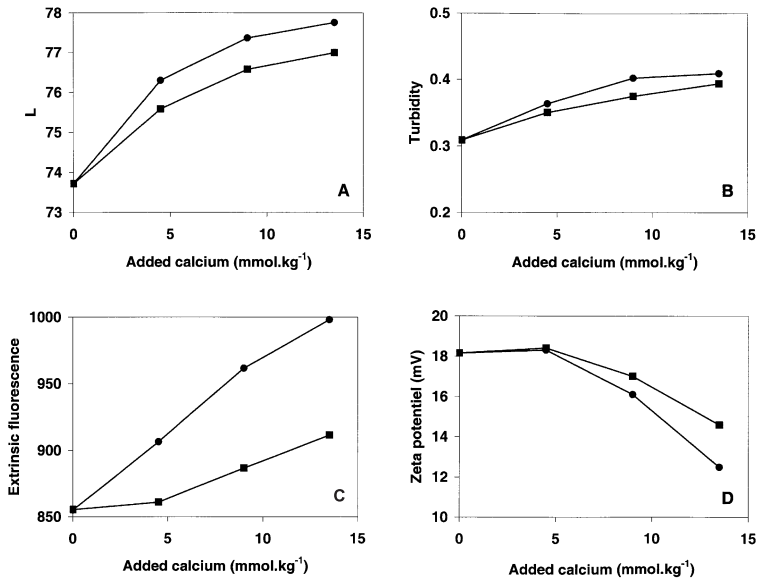 78
77
76
75
74
73
L
0 5 10 15
Added calcium (mmol.kg-1)
A
0.5
0.4
0.3
0.2
Turbidity
0 5 10 15
Added calcium (mmol.kg-1)
B
1000
950
900
850
Extrinsic fluorescence
0 5 10 15
Added calcium (mmol.kg-1)
C
20
18
16
14
12
10
Zeta potentiel (mV)
0 5 10 15
Added calcium (mmol.kg-1)
D